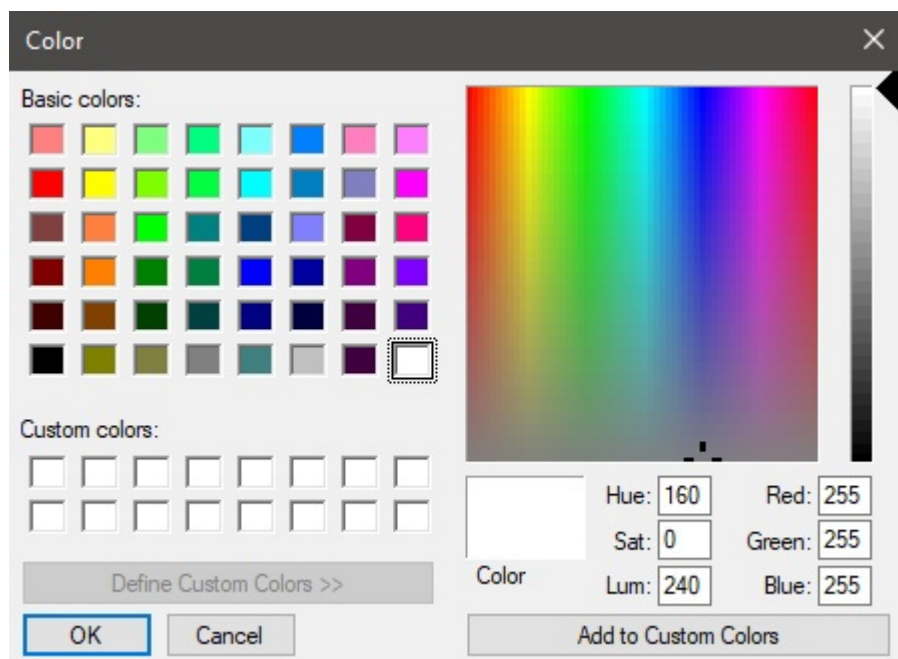 Color
Basic colors:
Custom colors:
Define Custom Colors >>
OK Cancel
Color
Hue: 160 Red: 255
Sat: 0 Green: 255
Lum: 240 Blue: 255
Add to Custom Colors